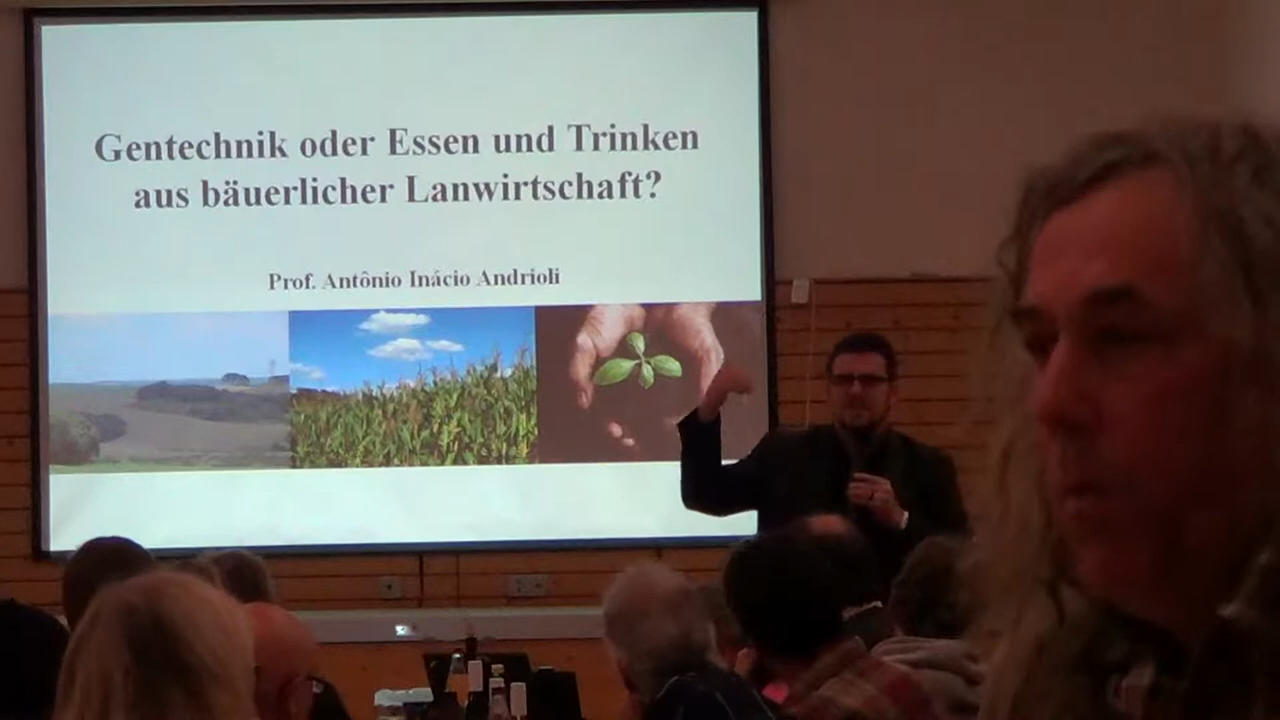 Gentechnik oder Essen und Trinken
aus bäuerlicher Lanwirtschaft?
Prof. Antônio Inácio Andrioli